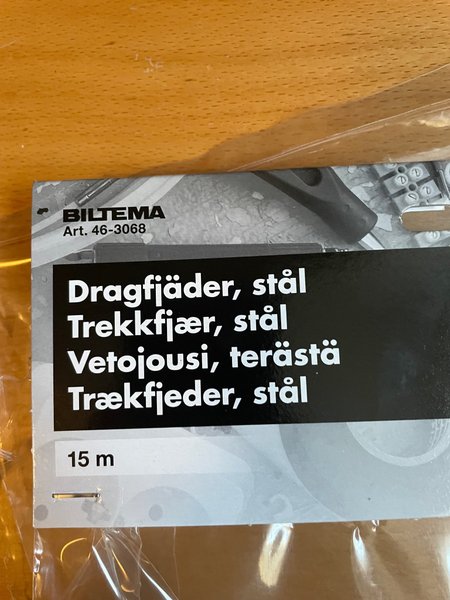 BILTEMA
Art. 46-3068
Dragfjäder, stål
Trekkfjær, stål
Vetojousi, terästä
Trækfjeder, stål
15 m